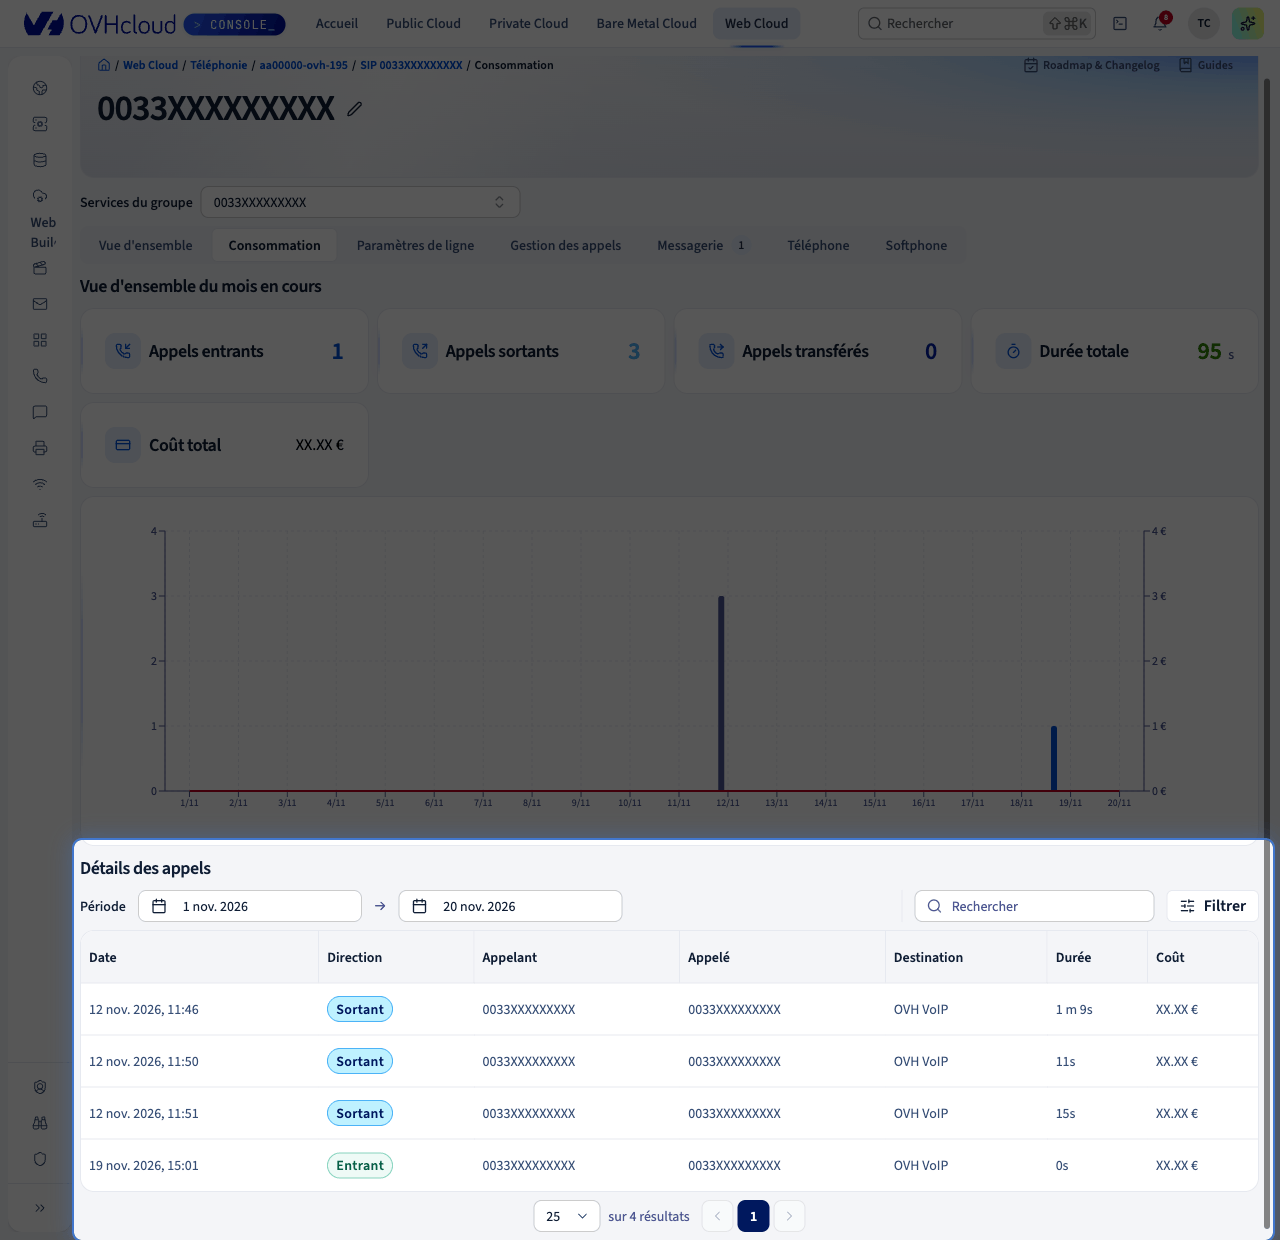 OVHcloud > CONSOLE_ Accueil Public Cloud Private Cloud Bare Metal Cloud Web Cloud Rechercher ⇧⌘K 8 TC
/ Web Cloud / Téléphonie / aa00000-ovh-195 / SIP 0033XXXXXXXXX / Consommation Roadmap & Changelog Guides
0033XXXXXXXXX
Services du groupe 0033XXXXXXXXX
Web
Buil
Vue d'ensemble Consommation Paramètres de ligne Gestion des appels Messagerie 1 Téléphone Softphone
Vue d'ensemble du mois en cours
Appels entrants 1 Appels sortants 3 Appels transférés 0 Durée totale 95 s
Coût total XX.XX €
4 4 €
3 3 €
2 2 €
1 1 €
0 0 €
1/11 2/11 3/11 4/11 5/11 6/11 7/11 8/11 9/11 10/11 11/11 12/11 13/11 14/11 15/11 16/11 17/11 18/11 19/11 20/11
Détails des appels
Période 1 nov. 2026 → 20 nov. 2026 Rechercher Filtrer
Date Direction Appelant Appelé Destination Durée Coût
12 nov. 2026, 11:46 Sortant 0033XXXXXXXXX 0033XXXXXXXXX OVH VoIP 1 m 9s XX.XX €
12 nov. 2026, 11:50 Sortant 0033XXXXXXXXX 0033XXXXXXXXX OVH VoIP 11s XX.XX €
12 nov. 2026, 11:51 Sortant 0033XXXXXXXXX 0033XXXXXXXXX OVH VoIP 15s XX.XX €
19 nov. 2026, 15:01 Entrant 0033XXXXXXXXX 0033XXXXXXXXX OVH VoIP 0s XX.XX €
25 sur 4 résultats 1